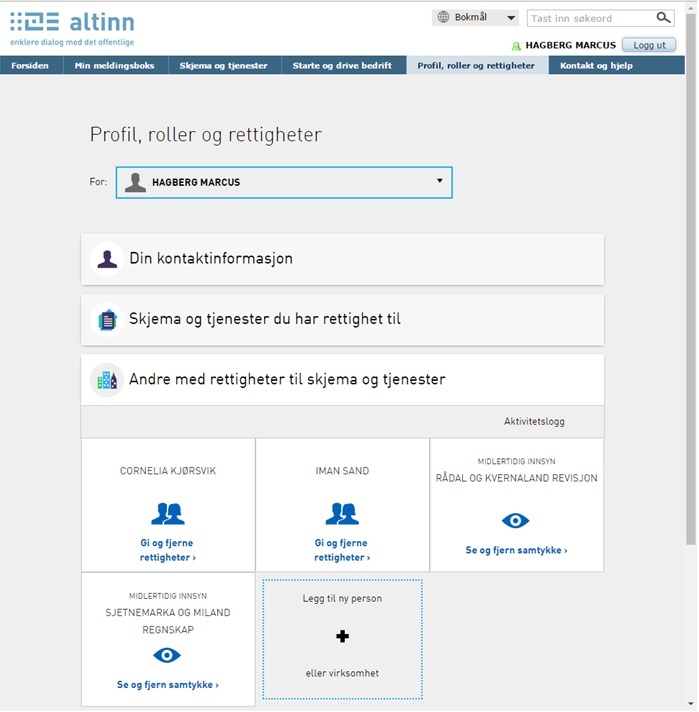 altinn
enklere dialog med det offentlige
Bokmål
Tast inn søkeord
HAGBERG MARCUS
Logg ut
Forsiden
Min meldingsboks
Skjema og tjenester
Starte og drive bedrift
Profil, roller og rettigheter
Kontakt og hjelp
Profil, roller og rettigheter
For:
HAGBERG MARCUS
Din kontaktinformasjon
Skjema og tjenester du har rettighet til
Andre med rettigheter til skjema og tjenester
Aktivitetslogg
CORNELIA KJØRSVIK
Gi og fjerne
rettigheter ›
IMAN SAND
Gi og fjerne
rettigheter ›
MIDLERTIDIG INNSYN
RÅDAL OG KVERNALAND REVISJON
Se og fjern samtykke ›
MIDLERTIDIG INNSYN
SJETNEMARKA OG MILAND
REGNSKAP
Se og fjern samtykke ›
Legg til ny person
eller virksomhet